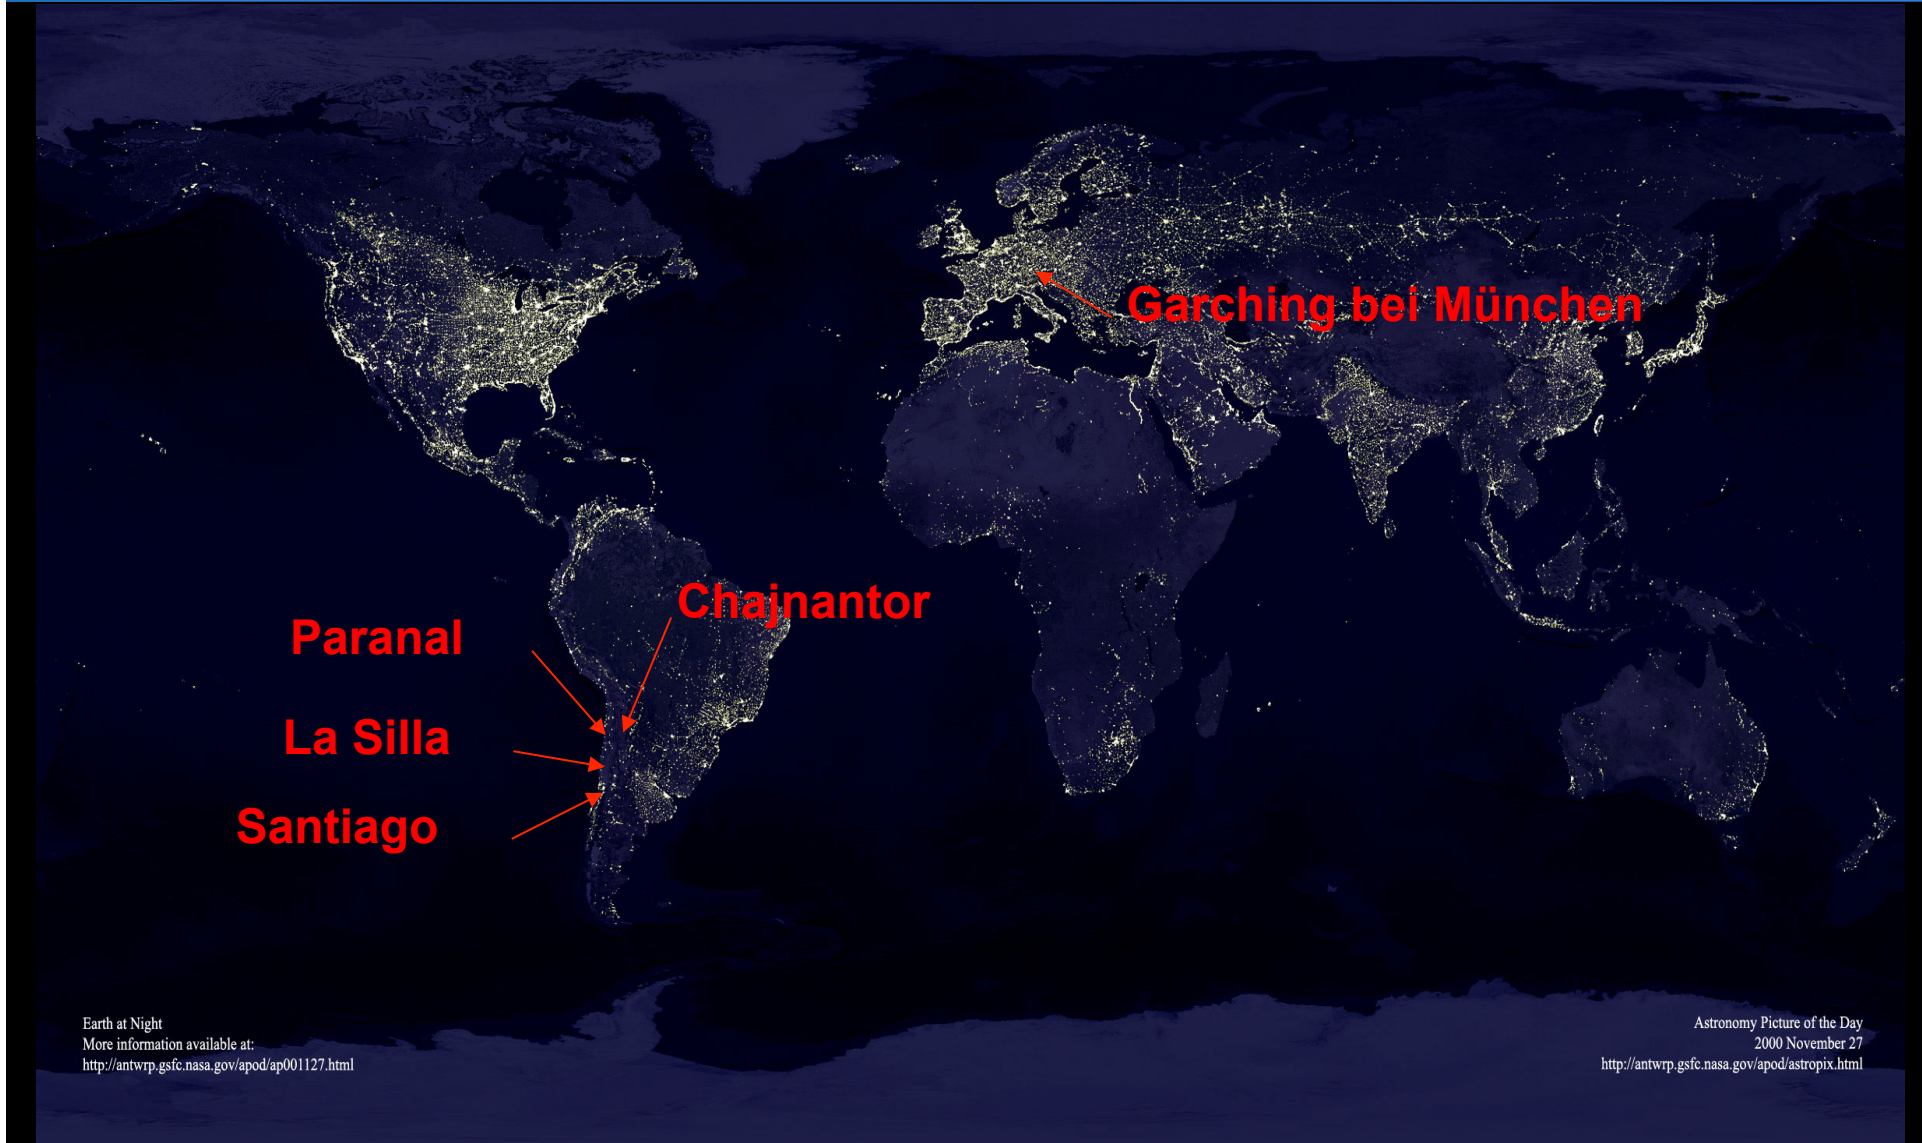 Garching bei München
Chajnantor
Paranal
La Silla
Santiago
Earth at Night
More information available at:
http://antwrp.gsfc.nasa.gov/apod/ap001127.html
Astronomy Picture of the Day
2000 November 27
http://antwrp.gsfc.nasa.gov/apod/astropix.html